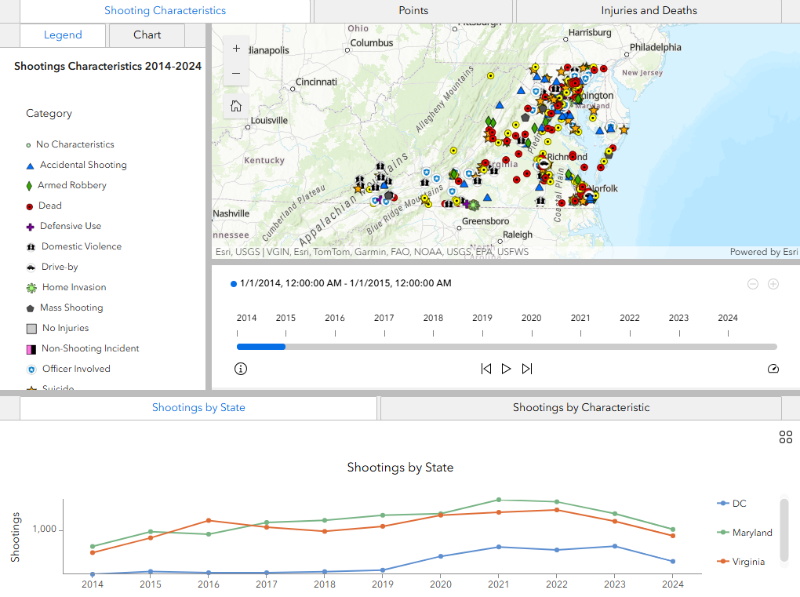 Shooting Characteristics
Points
Injuries and Deaths
Legend
Chart
Shootings Characteristics 2014-2024
Category
No Characteristics
Accidental Shooting
Armed Robbery
Dead
Defensive Use
Domestic Violence
Drive-by
Home Invasion
Mass Shooting
No Injuries
Non-Shooting Incident
Officer Involved
Suicide
+
−
dianapolis
Ohio
Columbus
Harrisburg
Philadelphia
New Jersey
Cincinnati
Allegheny Mountains
ington
Maryland
Louisville
Kentucky
Richmond
rginia
Coastal Plain
Norfolk
Cumberland Plateau
Appalachian
ns
Blue Ridge Mountains
Nashville
nnessee
Greensboro
Raleigh
North
Esri, USGS | VGIN, Esri, TomTom, Garmin, FAO, NOAA, USGS, EPA, USFWS
Powered by Esri
1/1/2014, 12:00:00 AM - 1/1/2015, 12:00:00 AM
2014 2015 2016 2017 2018 2019 2020 2021 2022 2023 2024
Shootings by State
Shootings by Characteristic
Shootings by State
Shootings
1,000
DC
Maryland
Virginia
2014 2015 2016 2017 2018 2019 2020 2021 2022 2023 2024